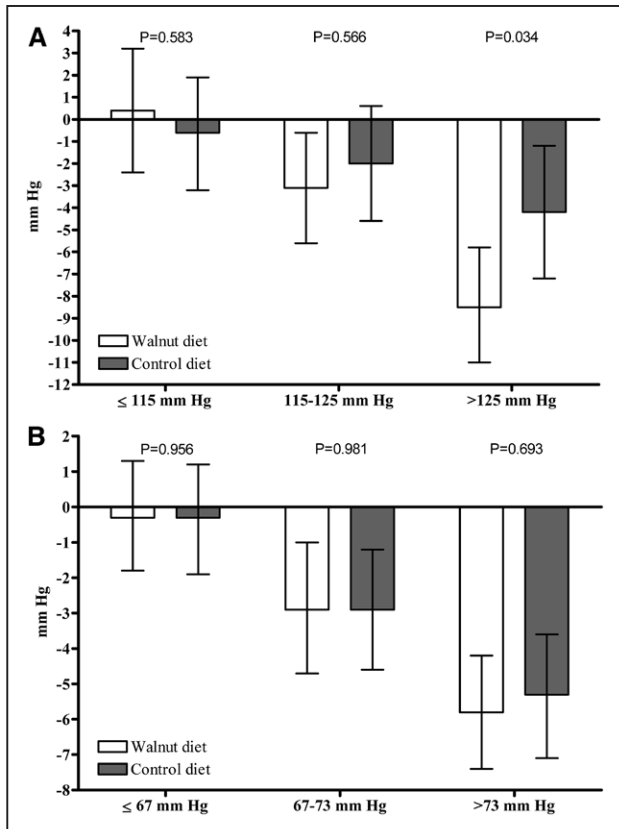 A
P=0.583 P=0.566 P=0.034
4
3
2
1
0
-1
-2
-3
-4
-5
-6
-7
-8
-9
-10
-11
-12
mm Hg
Walnut diet
Control diet
≤ 115 mm Hg 115-125 mm Hg >125 mm Hg
B
P=0.956 P=0.981 P=0.693
2
1
0
-1
-2
-3
-4
-5
-6
-7
-8
mm Hg
Walnut diet
Control diet
≤ 67 mm Hg 67-73 mm Hg >73 mm Hg